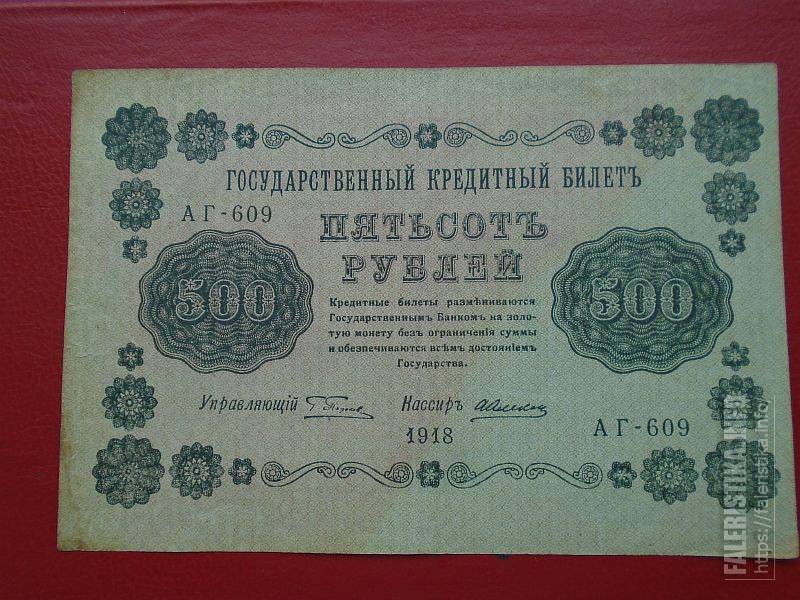 ГОСУДАРСТВЕННЫЙ КРЕДИТНЫЙ БИЛЕТЪ
АГ-609
ПЯТЬСОТЪ
РУБЛЕЙ
500
500
Кредитные билеты размѣниваются
Государственнымъ Банкомъ на золо-
тую монету безъ ограниченія суммы
и обезпечиваются всѣмъ достояніемъ
Государства.
Управляющій
Кассиръ
1918
АГ-609
FALERISTIKA.INFO
https://faleristika.info/